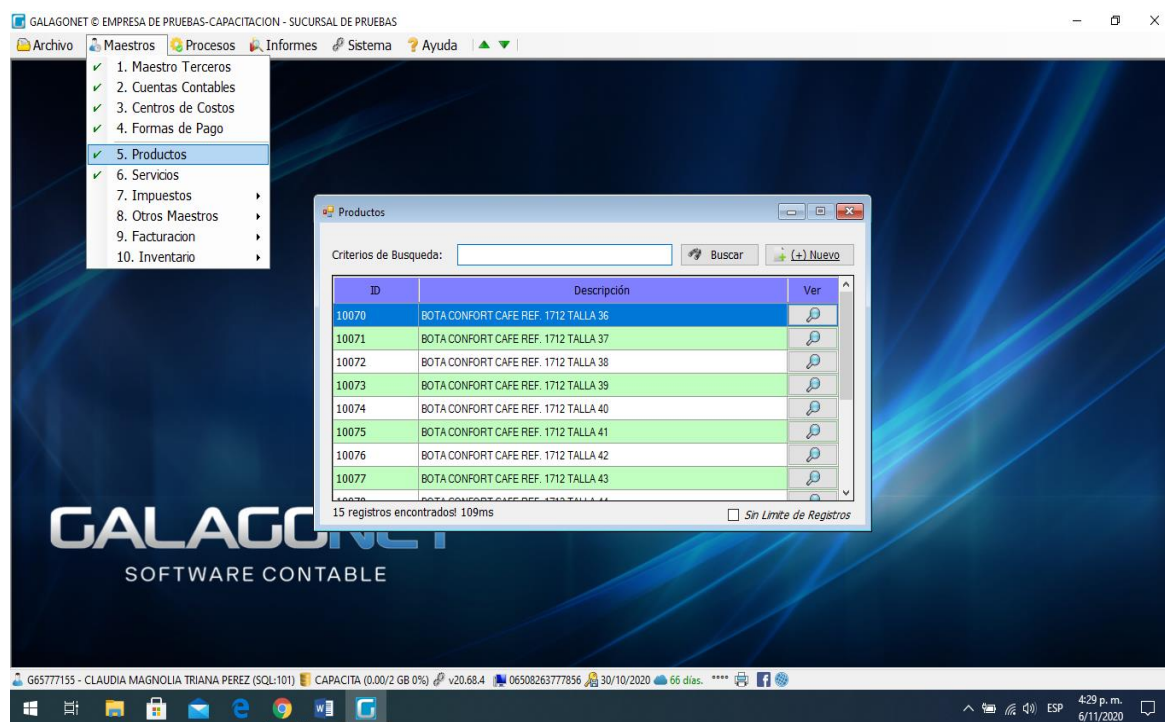 GALAGONET © EMPRESA DE PRUEBAS-CAPACITACION - SUCURSAL DE PRUEBAS
Archivo Maestros Procesos Informes Sistema Ayuda
1. Maestro Terceros
2. Cuentas Contables
3. Centros de Costos
4. Formas de Pago
5. Productos
6. Servicios
7. Impuestos
8. Otros Maestros
9. Facturacion
10. Inventario
Productos
Criterios de Busqueda: Buscar (+) Nuevo
ID Descripción Ver
10070 BOTA CONFORT CAFE REF. 1712 TALLA 36
10071 BOTA CONFORT CAFE REF. 1712 TALLA 37
10072 BOTA CONFORT CAFE REF. 1712 TALLA 38
10073 BOTA CONFORT CAFE REF. 1712 TALLA 39
10074 BOTA CONFORT CAFE REF. 1712 TALLA 40
10075 BOTA CONFORT CAFE REF. 1712 TALLA 41
10076 BOTA CONFORT CAFE REF. 1712 TALLA 42
10077 BOTA CONFORT CAFE REF. 1712 TALLA 43
15 registros encontrados! 109ms Sin Limite de Registros
GALAGONET
SOFTWARE CONTABLE
G65777155 - CLAUDIA MAGNOLIA TRIANA PEREZ (SQL:101) CAPACITA (0.00/2 GB 0%) v20.68.4 06508263777856 30/10/2020 66 días. ****
ESP
4:29 p. m.
6/11/2020